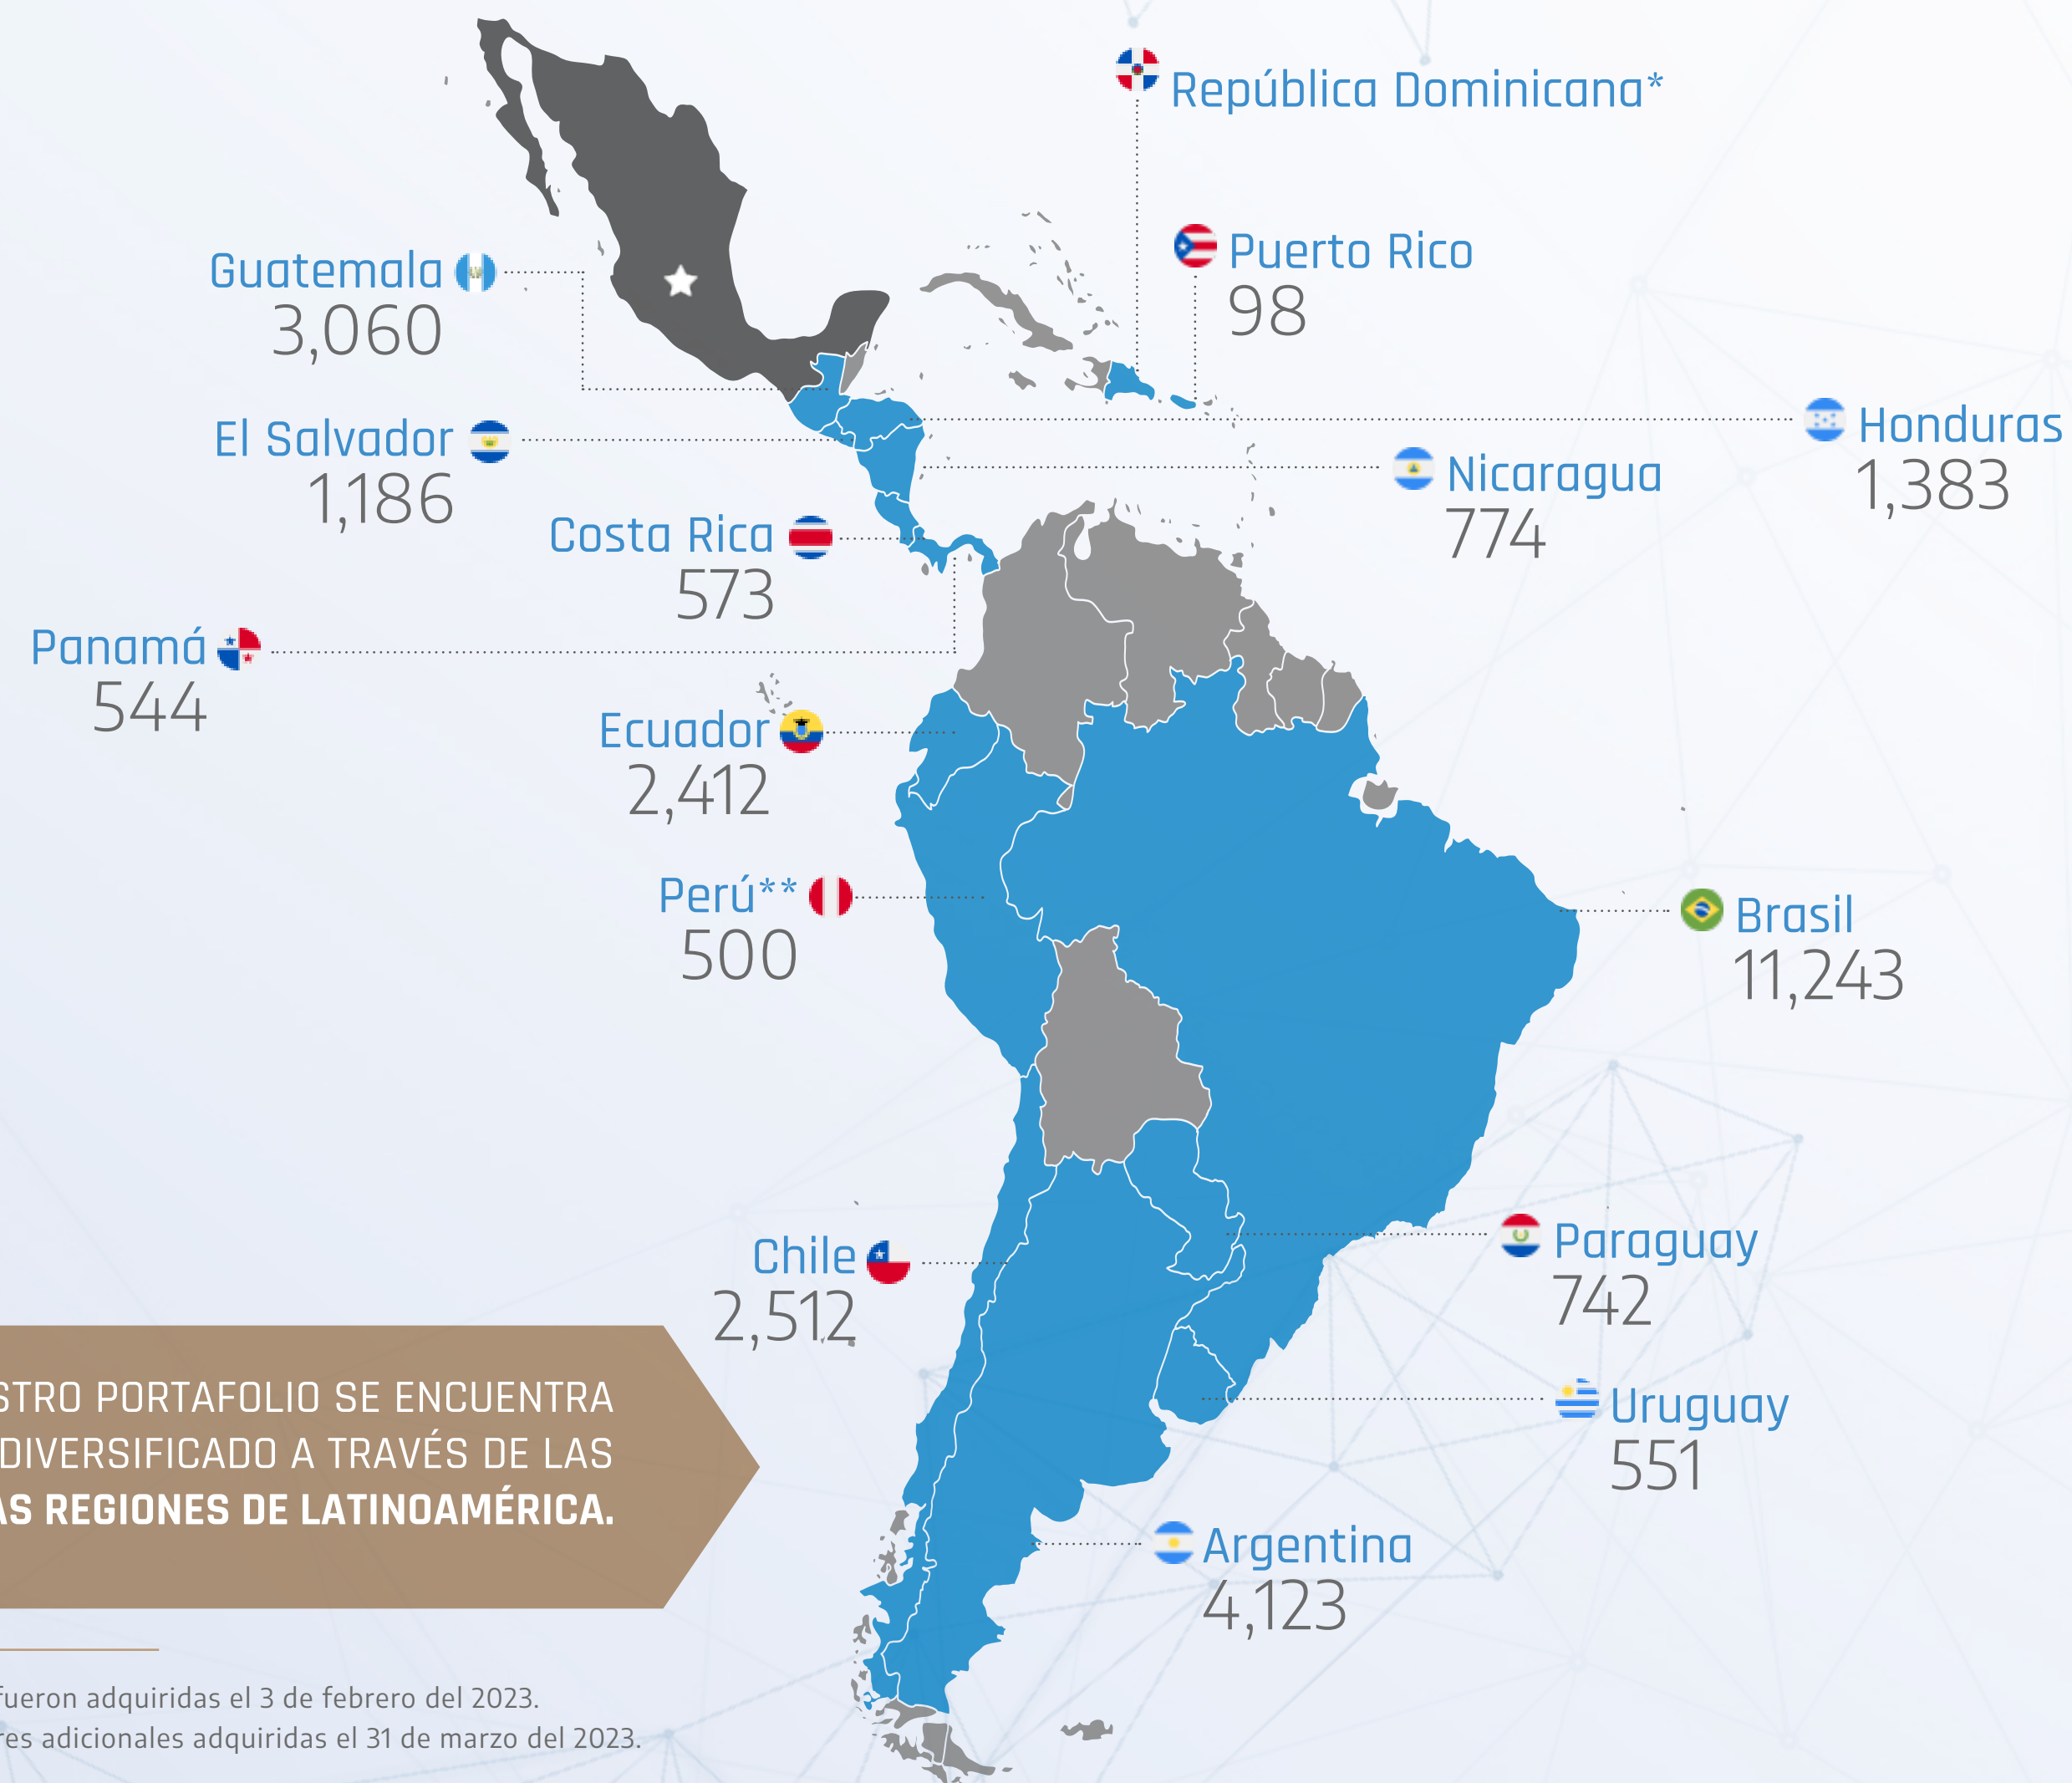 República Dominicana*
Puerto Rico
98
Guatemala
3,060
Honduras
1,383
El Salvador
1,186
Nicaragua
774
Costa Rica
573
Panamá
544
Ecuador
2,412
Perú**
500
Brasil
11,243
Paraguay
742
Chile
2,512
Uruguay
551
Argentina
4,123
PORTAFOLIO SE ENCUENTRA
DIVERSIFICADO A TRAVÉS DE LAS
REGIONES DE LATINOAMÉRICA.
fueron adquiridas el 3 de febrero del 2023.
adicionales adquiridas el 31 de marzo del 2023.